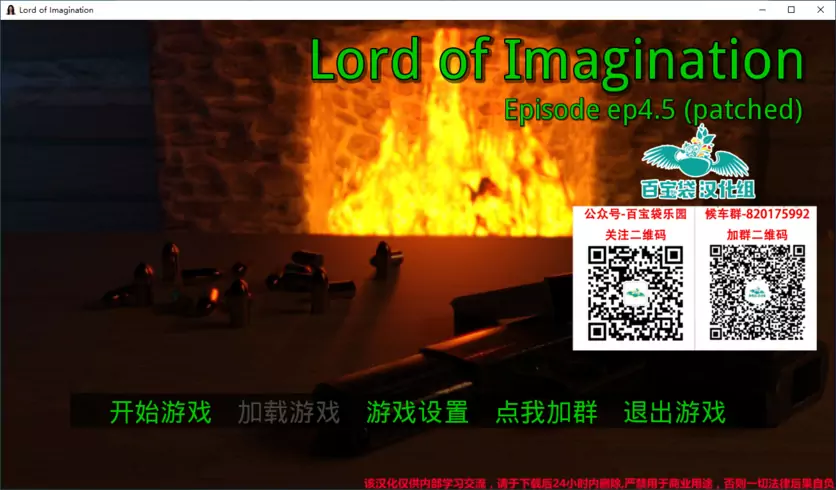 Lord of Imagination
Lord of Imagination
Episode ep4.5 (patched)
百宝袋汉化组
公众号-百宝袋乐园
候车群-820175992
关注二维码
加群二维码
开始游戏
加载游戏
游戏设置
点我加群
退出游戏
该汉化仅供内部学习交流，请于下载后24小时内删除,严禁用于商业用途，否则一切法律后果自负